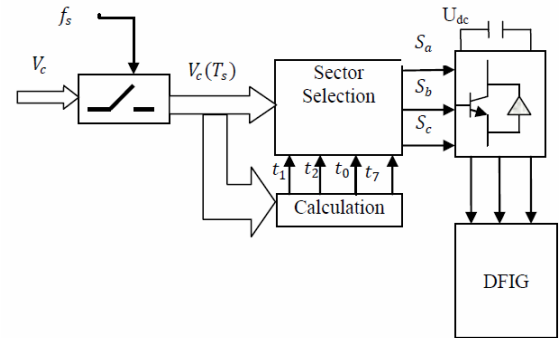 f_s
U_dc
V_c
V_c(T_s)
Sector
Selection
S_a
S_b
S_c
t_1 t_2 t_0 t_7
Calculation
DFIG